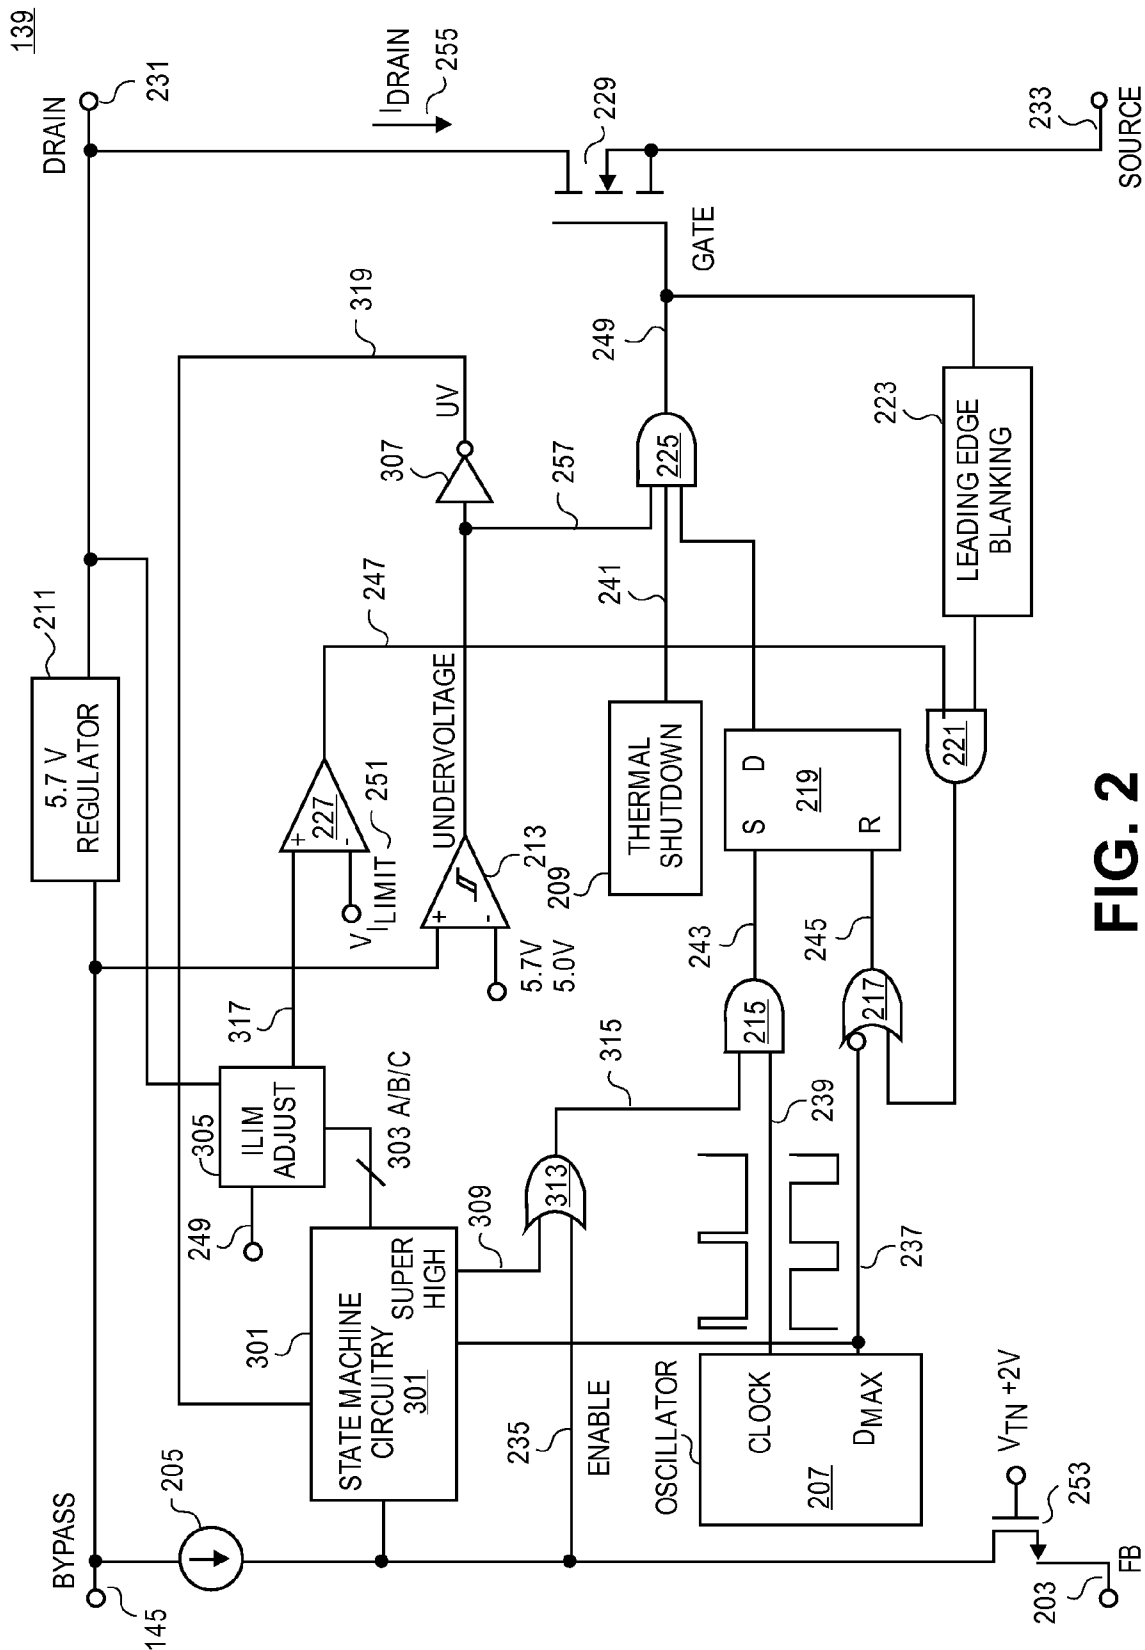 139
BYPASS
145
205
5.7 V
REGULATOR
211
DRAIN
231
IDRAIN
255
249
305
ILIM
ADJUST
317
303 A/B/C
VILIMIT
251
+
-
227
247
319
301
STATE MACHINE
CIRCUITRY
301
SUPER
HIGH
309
UNDERVOLTAGE
+
-
213
5.7V
5.0V
307
UV
257
235
ENABLE
313
315
THERMAL
SHUTDOWN
209
241
225
249
GATE
229
233
SOURCE
OSCILLATOR
CLOCK
DMAX
207
239
237
215
243
217
245
S
D
R
219
221
LEADING EDGE
BLANKING
223
VTN +2V
253
203
FB
FIG. 2